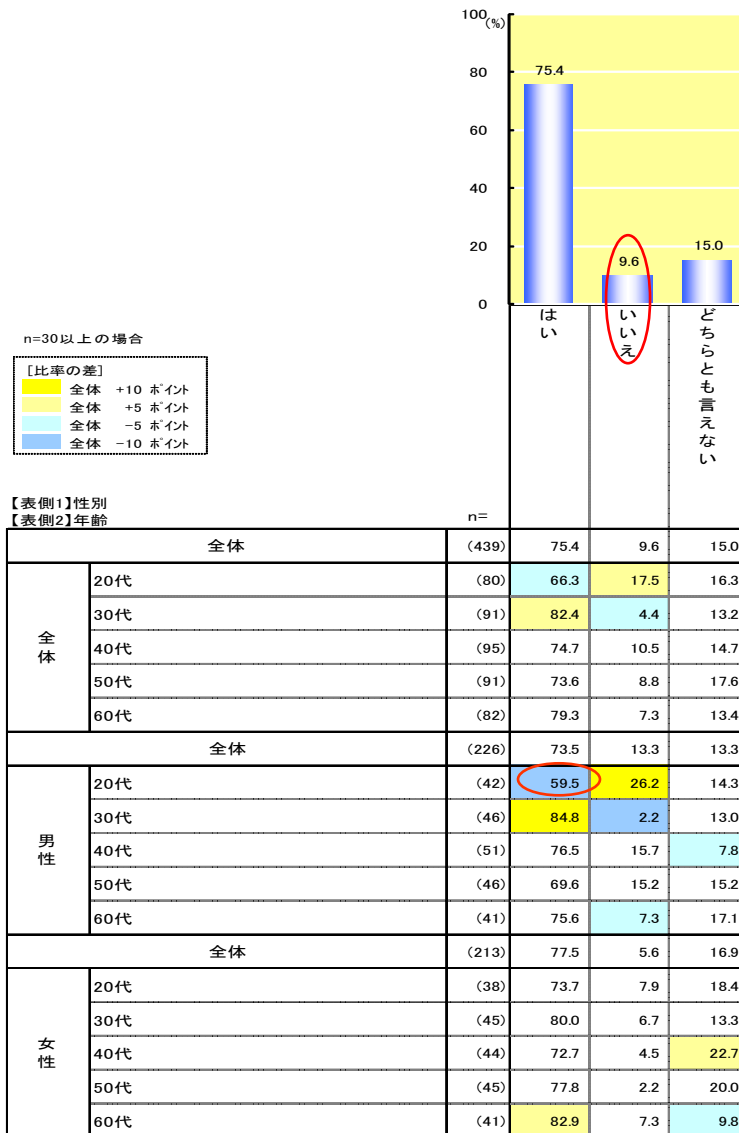 100
(%)
80
60
40
20
0
75.4
9.6
15.0
はい
いいえ
どちらとも言えない
n=30以上の場合
[比率の差]
全体 +10 ポイント
全体 +5 ポイント
全体 -5 ポイント
全体 -10 ポイント
【表側1】性別
【表側2】年齢
n=
全体 (439) 75.4 9.6 15.0
全体
20代 (80) 66.3 17.5 16.3
30代 (91) 82.4 4.4 13.2
40代 (95) 74.7 10.5 14.7
50代 (91) 73.6 8.8 17.6
60代 (82) 79.3 7.3 13.4
全体 (226) 73.5 13.3 13.3
男性
20代 (42) 59.5 26.2 14.3
30代 (46) 84.8 2.2 13.0
40代 (51) 76.5 15.7 7.8
50代 (46) 69.6 15.2 15.2
60代 (41) 75.6 7.3 17.1
全体 (213) 77.5 5.6 16.9
女性
20代 (38) 73.7 7.9 18.4
30代 (45) 80.0 6.7 13.3
40代 (44) 72.7 4.5 22.7
50代 (45) 77.8 2.2 20.0
60代 (41) 82.9 7.3 9.8